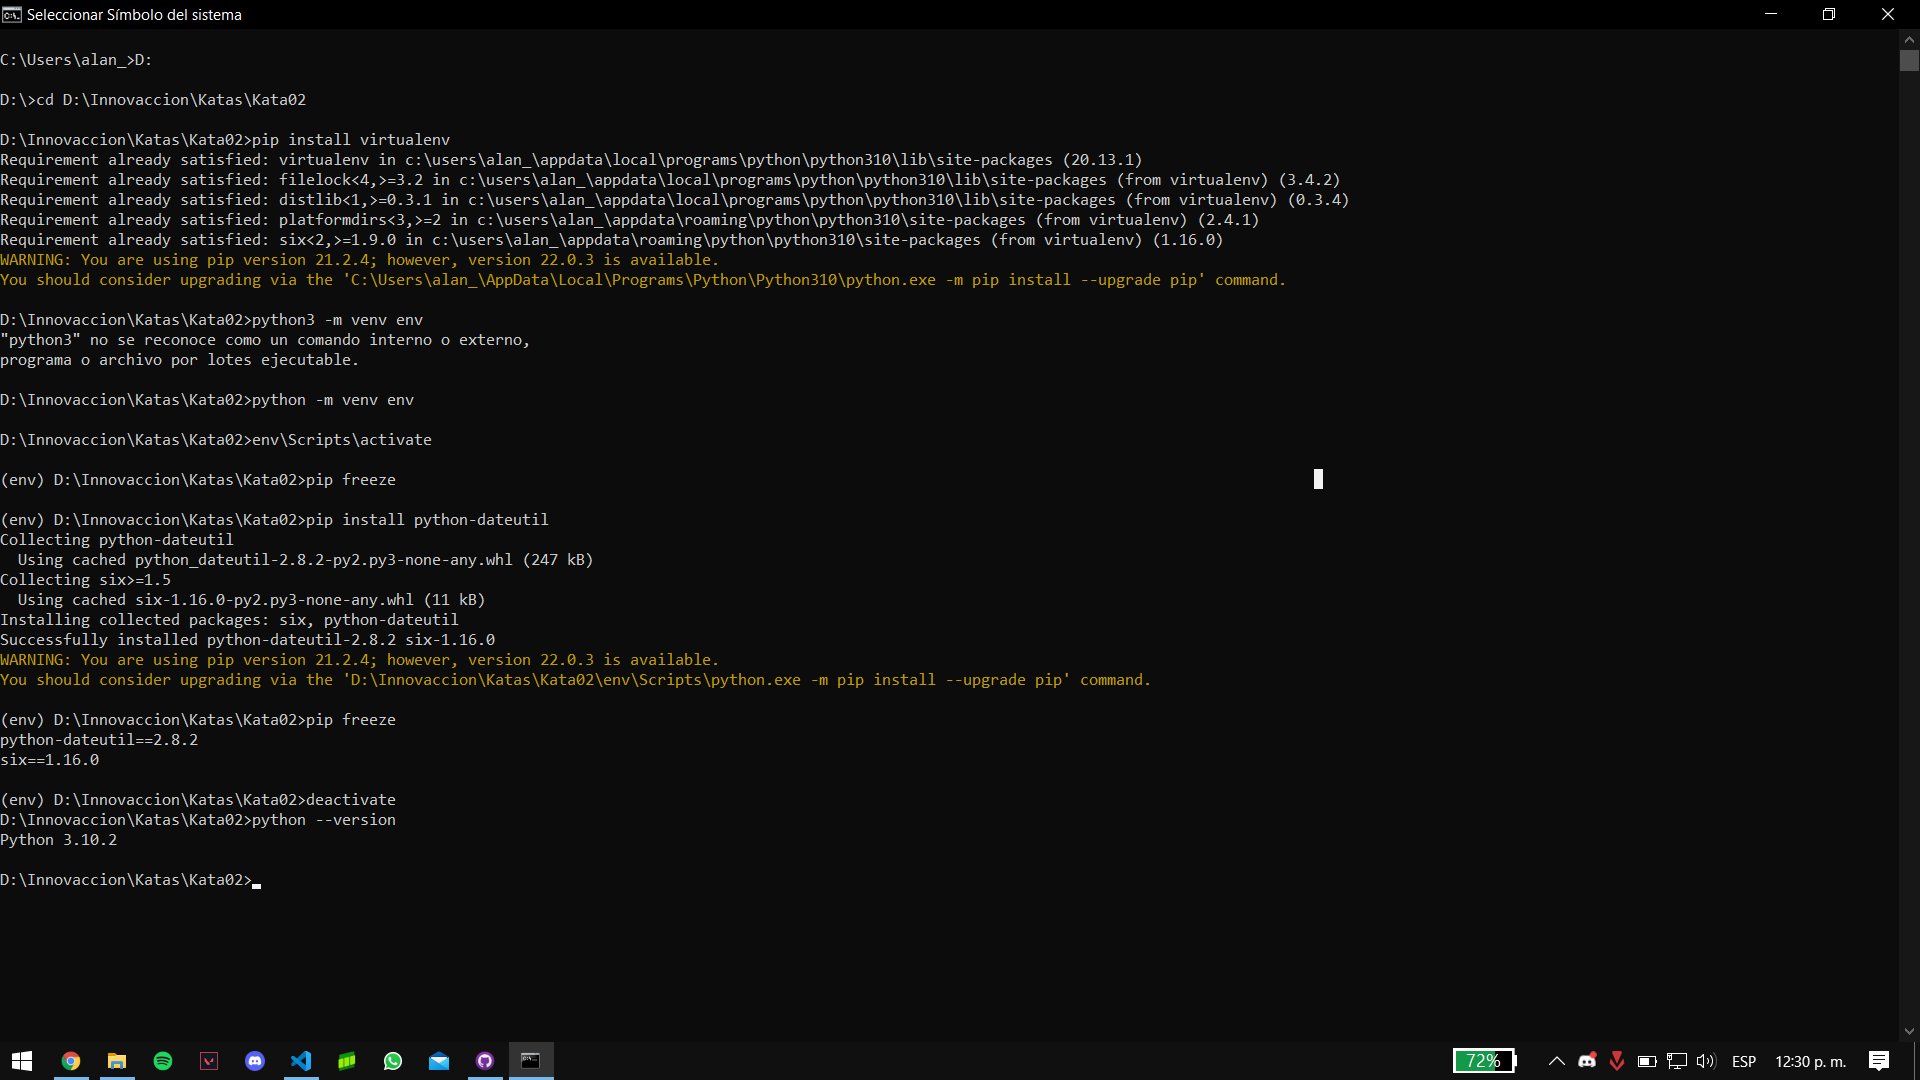 Seleccionar Símbolo del sistema
C:\Users\alan_>D:
D:\>cd D:\Innovaccion\Katas\Kata02
D:\Innovaccion\Katas\Kata02>pip install virtualenv
Requirement already satisfied: virtualenv in c:\users\alan_\appdata\local\programs\python\python310\lib\site-packages (20.13.1)
Requirement already satisfied: filelock<4,>=3.2 in c:\users\alan_\appdata\local\programs\python\python310\lib\site-packages (from virtualenv) (3.4.2)
Requirement already satisfied: distlib<1,>=0.3.1 in c:\users\alan_\appdata\local\programs\python\python310\lib\site-packages (from virtualenv) (0.3.4)
Requirement already satisfied: platformdirs<3,>=2 in c:\users\alan_\appdata\roaming\python\python310\site-packages (from virtualenv) (2.4.1)
Requirement already satisfied: six<2,>=1.9.0 in c:\users\alan_\appdata\roaming\python\python310\site-packages (from virtualenv) (1.16.0)
WARNING: You are using pip version 21.2.4; however, version 22.0.3 is available.
You should consider upgrading via the 'C:\Users\alan_\AppData\Local\Programs\Python\Python310\python.exe -m pip install --upgrade pip' command.
D:\Innovaccion\Katas\Kata02>python3 -m venv env
"python3" no se reconoce como un comando interno o externo,
programa o archivo por lotes ejecutable.
D:\Innovaccion\Katas\Kata02>python -m venv env
D:\Innovaccion\Katas\Kata02>env\Scripts\activate
(env) D:\Innovaccion\Katas\Kata02>pip freeze
(env) D:\Innovaccion\Katas\Kata02>pip install python-dateutil
Collecting python-dateutil
  Using cached python_dateutil-2.8.2-py2.py3-none-any.whl (247 kB)
Collecting six>=1.5
  Using cached six-1.16.0-py2.py3-none-any.whl (11 kB)
Installing collected packages: six, python-dateutil
Successfully installed python-dateutil-2.8.2 six-1.16.0
WARNING: You are using pip version 21.2.4; however, version 22.0.3 is available.
You should consider upgrading via the 'D:\Innovaccion\Katas\Kata02\env\Scripts\python.exe -m pip install --upgrade pip' command.
(env) D:\Innovaccion\Katas\Kata02>pip freeze
python-dateutil==2.8.2
six==1.16.0
(env) D:\Innovaccion\Katas\Kata02>deactivate
D:\Innovaccion\Katas\Kata02>python --version
Python 3.10.2
D:\Innovaccion\Katas\Kata02>
72% ESP 12:30 p. m.